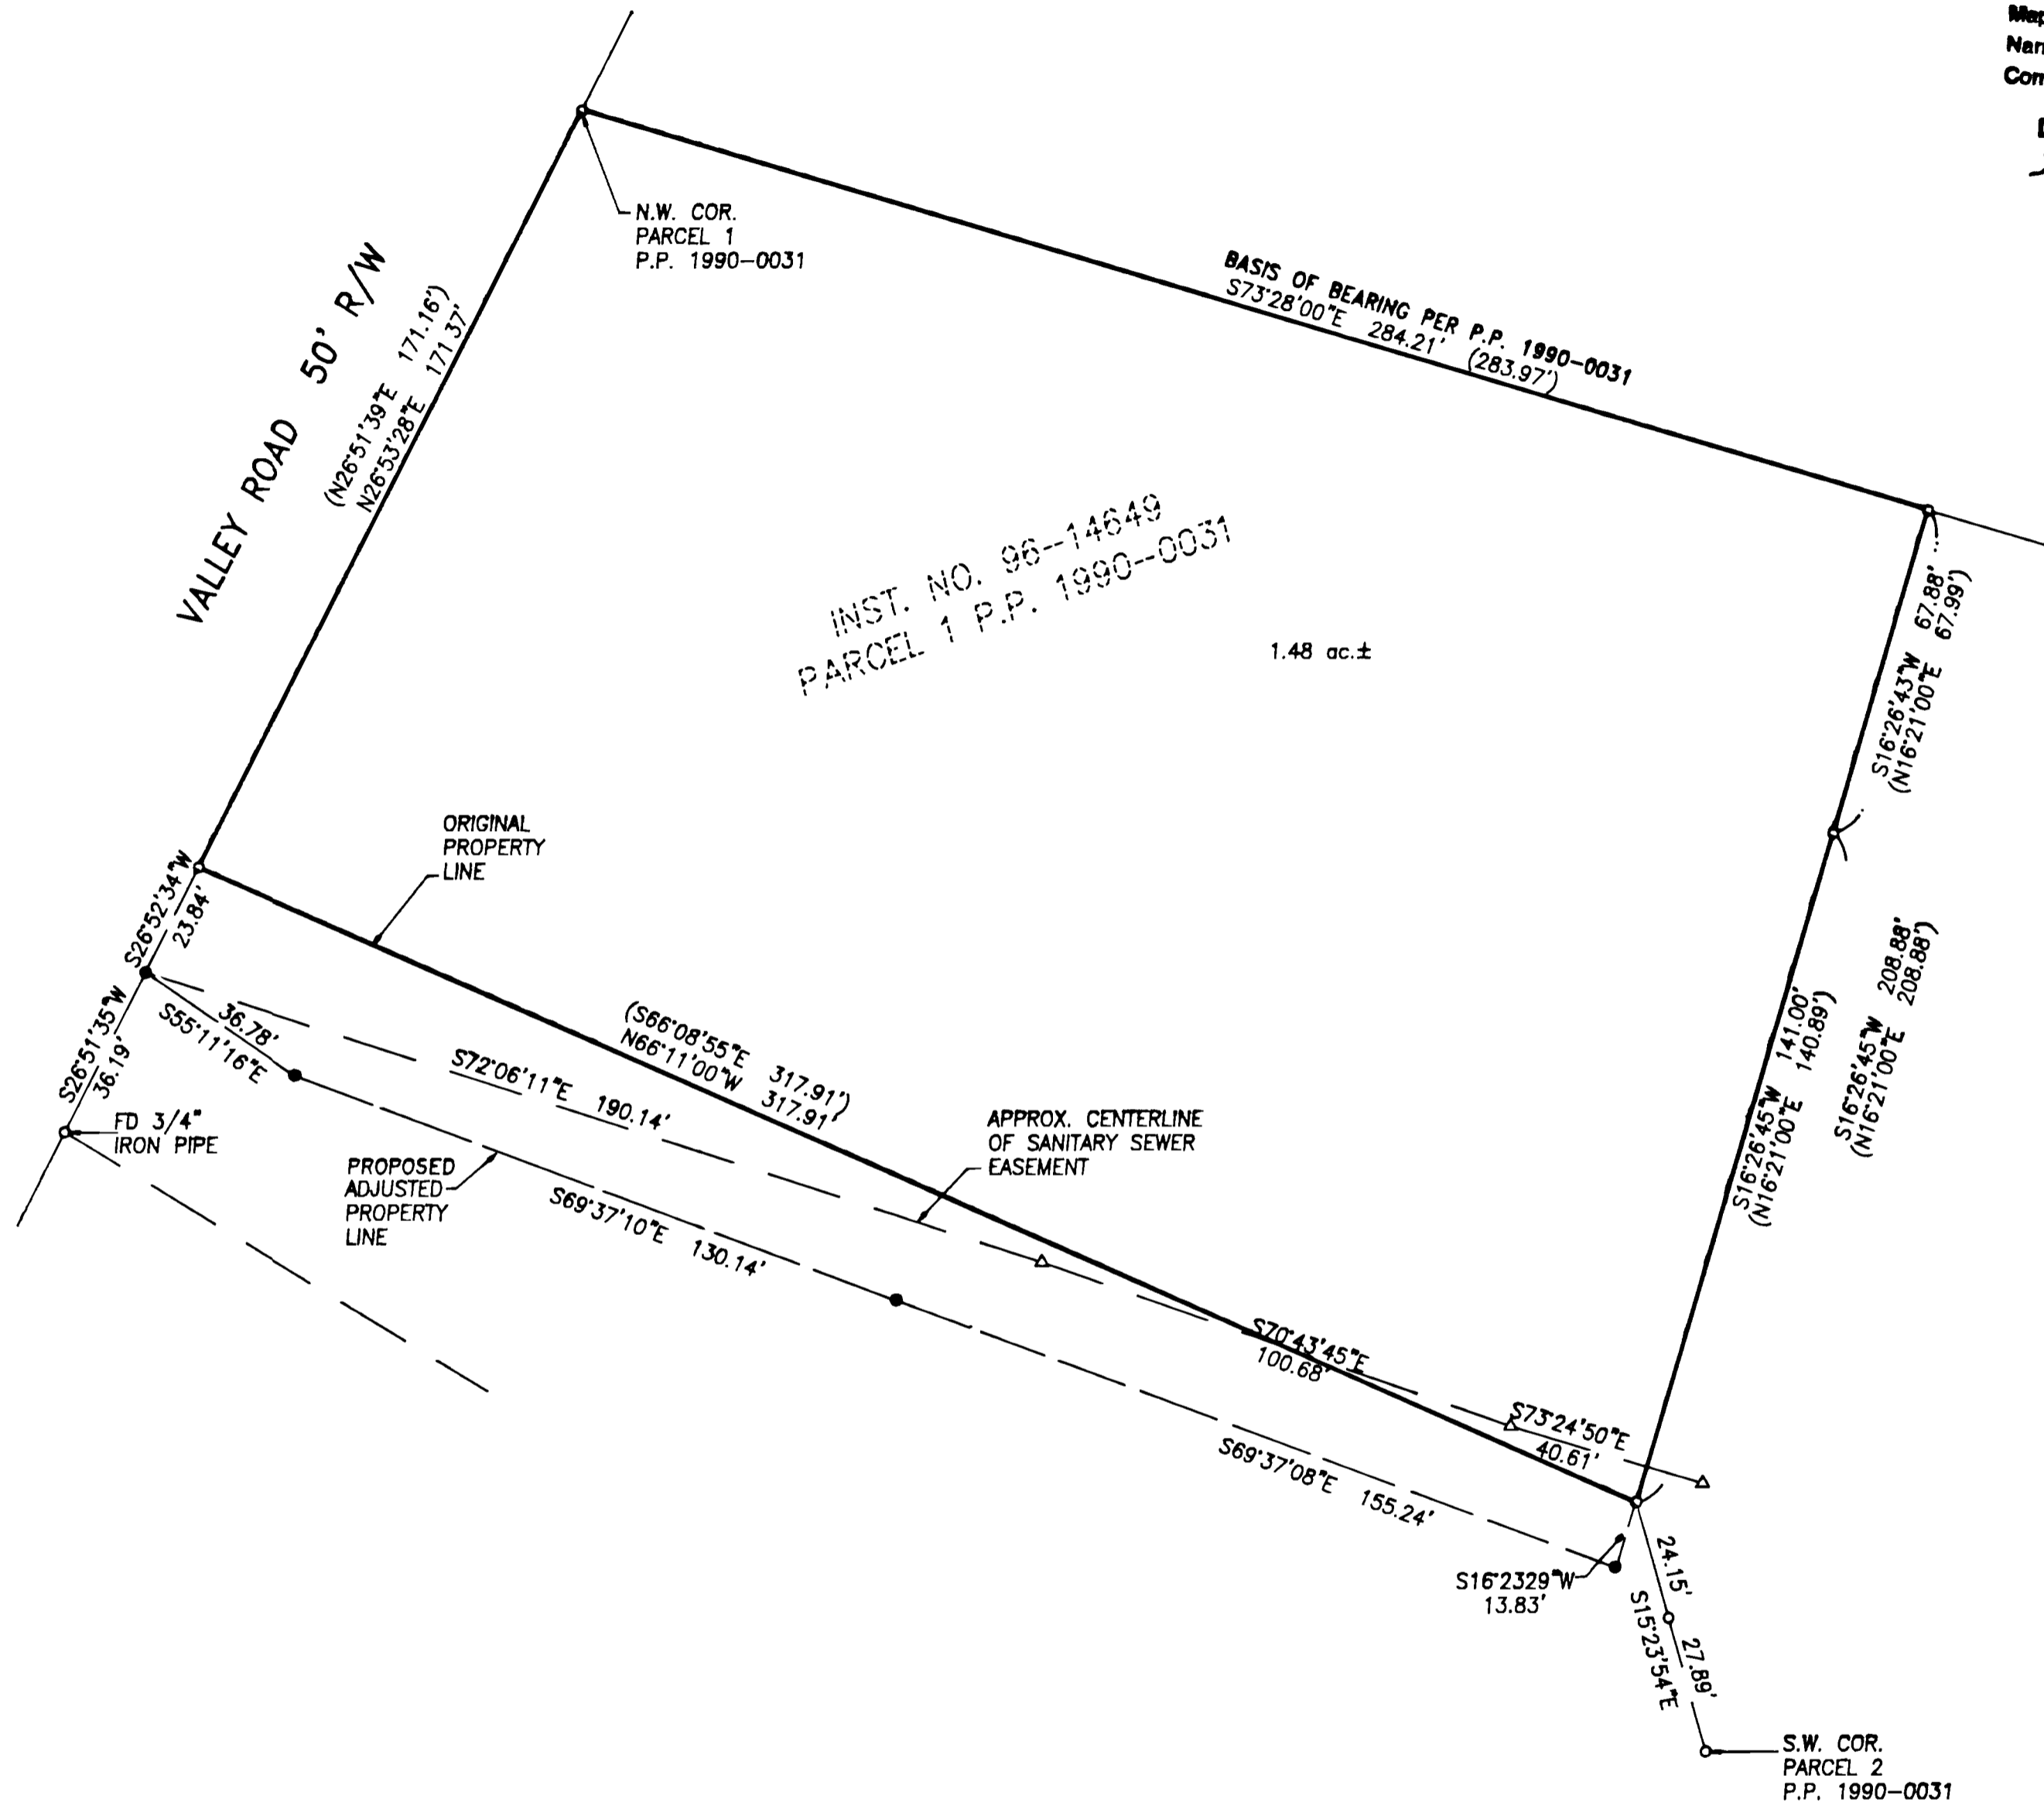 Map
Nam
Com
N.W. COR.
PARCEL 1
P.P. 1990-0031
BASIS OF BEARING PER P.P. 1990-0031
S73°28'00"E 284.21' (283.97')
VALLEY ROAD 50' R/W
(N26°51'39"E 171.16')
N26°53'28"E 171.37'
INST. NO. 96-14649
PARCEL 1 P.P. 1990-0031
1.48 ac.±
S16°26'43"W 67.88'
(N16°21'00"E 67.99')
ORIGINAL
PROPERTY
LINE
S26°52'34"W
23.84'
S26°51'35"W
36.19'
36.78'
S55°11'16"E
FD 3/4"
IRON PIPE
S72°06'11"E 190.14'
(S66°08'55"E 317.91')
N66°11'00"W 317.91'
APPROX. CENTERLINE
OF SANITARY SEWER
EASEMENT
S16°26'45"W 141.00'
(N16°21'00"E 140.89')
S16°26'45"W 208.88'
(N16°21'00"E 208.88')
PROPOSED
ADJUSTED
PROPERTY
LINE
S69°37'10"E 130.14'
S70°43'45"E
100.68'
S73°24'50"E
40.61'
S69°37'08"E 155.24'
S16°2329"W
13.83'
24.15'
27.89'
S15°23'54"E
S.W. COR.
PARCEL 2
P.P. 1990-0031